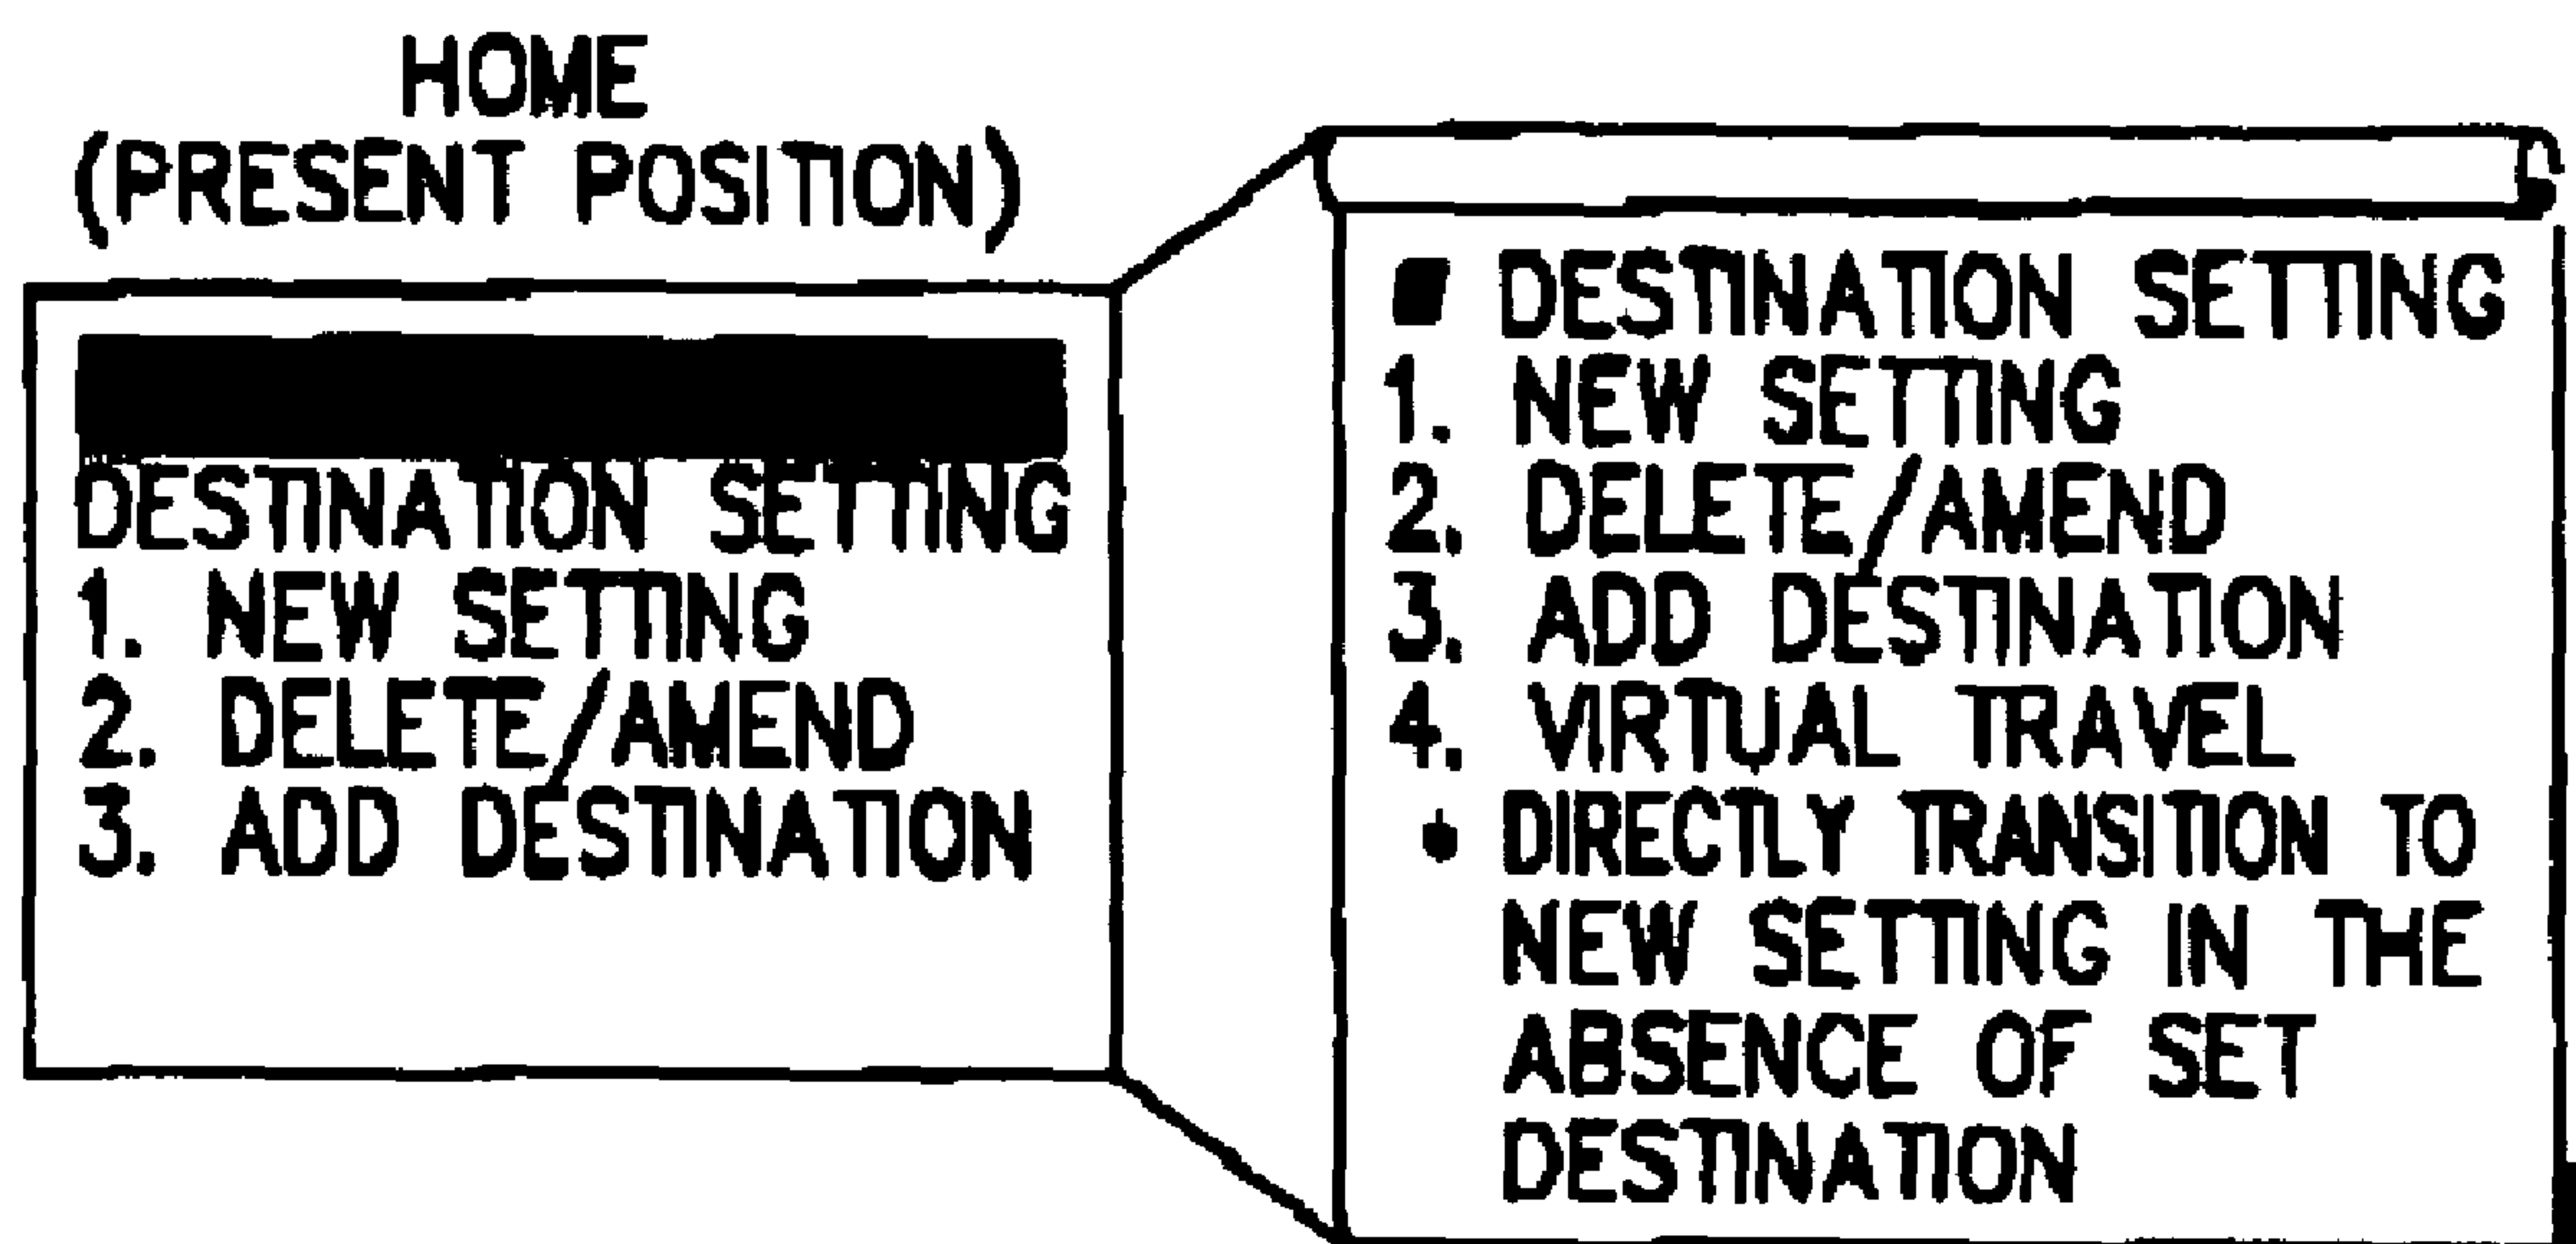 HOME
(PRESENT POSITION)
DESTINATION SETTING
1. NEW SETTING
2. DELETE/AMEND
3. ADD DESTINATION
■ DESTINATION SETTING
1. NEW SETTING
2. DELETE/AMEND
3. ADD DESTINATION
4. VIRTUAL TRAVEL
• DIRECTLY TRANSITION TO
NEW SETTING IN THE
ABSENCE OF SET
DESTINATION